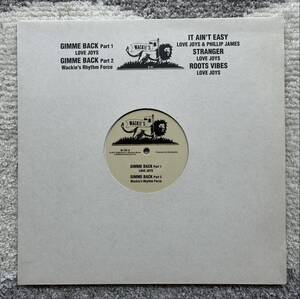 GIMME BACK Part 1
LOVE JOYS
GIMME BACK Part 2
Wackie's Rhythm Force
WACKIE'S
IT AIN'T EASY
LOVE JOYS & PHILLIP JAMES
STRANGER
LOVE JOYS
ROOTS VIBES
LOVE JOYS
WACKIE'S
GIMME BACK Part 1
LOVE JOYS
GIMME BACK Part 2
Wackie's Rhythm Force